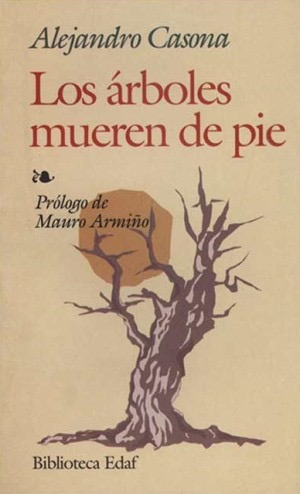 Alejandro Casona
Los árboles
mueren de pie
Prólogo de
Mauro Armiño
Biblioteca Edaf